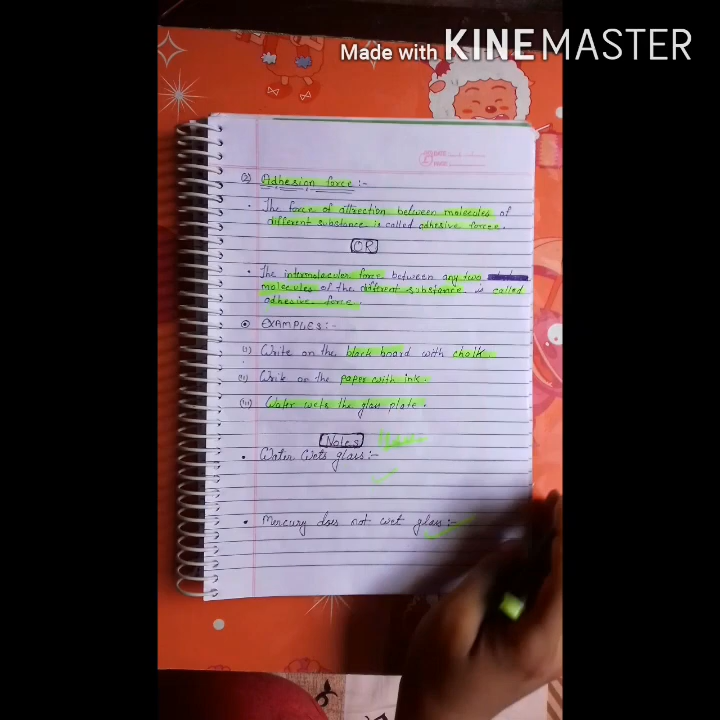 Made with KINEMASTER
(2) Adhesion force :-
• The force of attrection between molecules of
different substance is called adhesive force.
OR
• The intermolecular force between any two
molecules of the different substance is called
adhesive force.
EXAMPLES:-
(i) Write on the black board with chalk.
(ii) Write on the paper with ink.
(iii) Water wets the glass plate.
Notes
• Water Wets glass:-
• Mercury does not wet glass:-